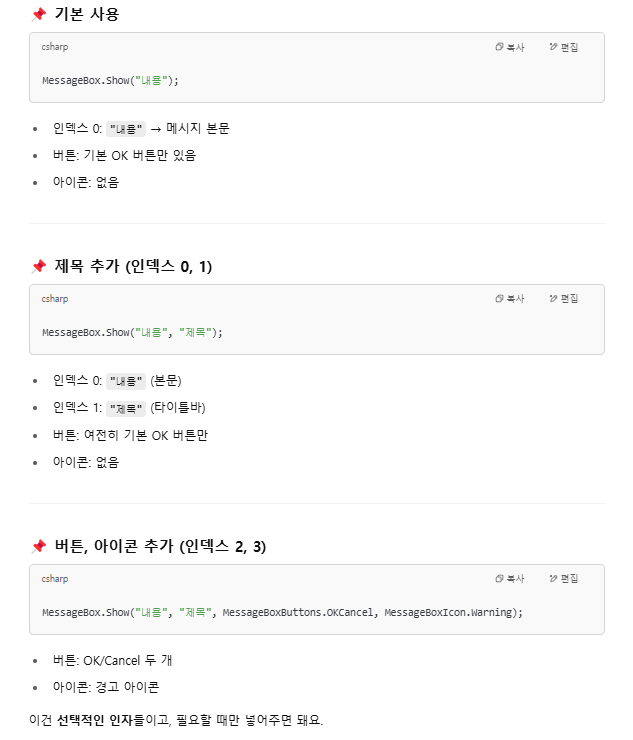 📌 기본 사용
csharp 복사 편집
MessageBox.Show("내용");
• 인덱스 0: "내용" → 메시지 본문
• 버튼: 기본 OK 버튼만 있음
• 아이콘: 없음
📌 제목 추가 (인덱스 0, 1)
csharp 복사 편집
MessageBox.Show("내용", "제목");
• 인덱스 0: "내용" (본문)
• 인덱스 1: "제목" (타이틀바)
• 버튼: 여전히 기본 OK 버튼만
• 아이콘: 없음
📌 버튼, 아이콘 추가 (인덱스 2, 3)
csharp 복사 편집
MessageBox.Show("내용", "제목", MessageBoxButtons.OKCancel, MessageBoxIcon.Warning);
• 버튼: OK/Cancel 두 개
• 아이콘: 경고 아이콘
이건 선택적인 인자들이고, 필요할 때만 넣어주면 돼요.